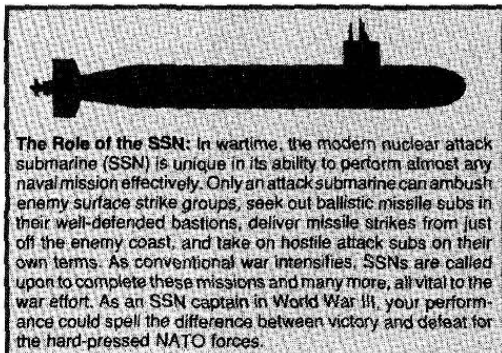 The Role of the SSN: In wartime, the modern nuclear attack
submarine (SSN) is unique in its ability to perform almost any
naval mission effectively. Only an attack submarine can ambush
enemy surface strike groups, seek out ballistic missile subs in
their well-defended bastions, deliver missile strikes from just
off the enemy coast, and take on hostile attack subs on their
own terms. As conventional war intensifies, SSNs are called
upon to complete these missions and many more, all vital to the
war effort. As an SSN captain in World War III, your perform-
ance could spell the difference between victory and defeat for
the hard-pressed NATO forces.